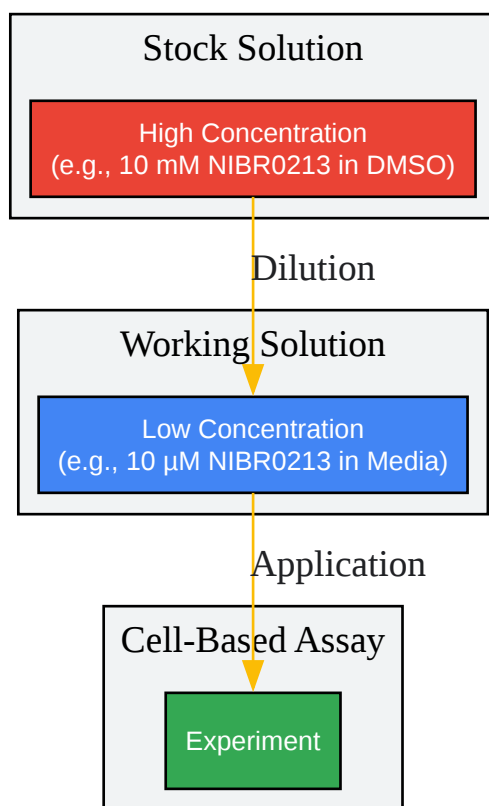 Stock Solution
High Concentration
(e.g., 10 mM NIBR0213 in DMSO)
Dilution
Working Solution
Low Concentration
(e.g., 10 µM NIBR0213 in Media)
Application
Cell-Based Assay
Experiment